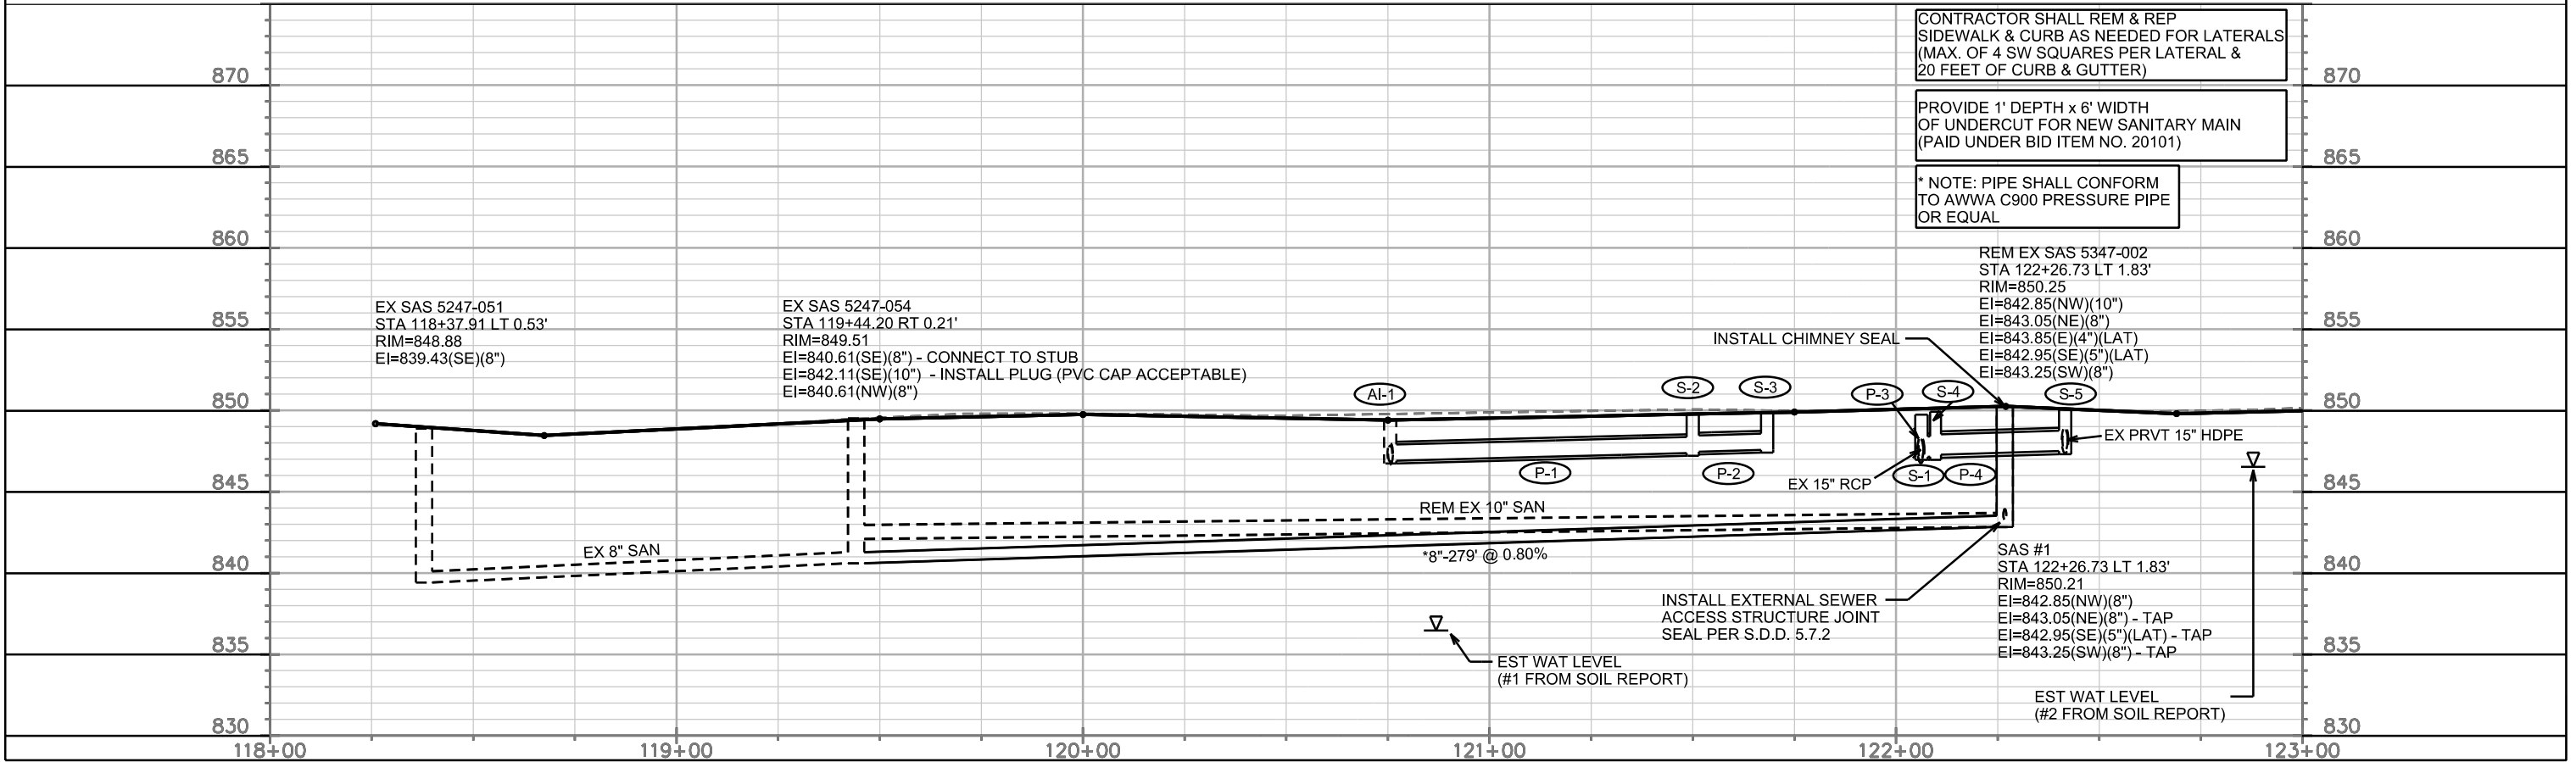 CONTRACTOR SHALL REM & REP
SIDEWALK & CURB AS NEEDED FOR LATERALS
(MAX. OF 4 SW SQUARES PER LATERAL &
20 FEET OF CURB & GUTTER)
PROVIDE 1' DEPTH x 6' WIDTH
OF UNDERCUT FOR NEW SANITARY MAIN
(PAID UNDER BID ITEM NO. 20101)
* NOTE: PIPE SHALL CONFORM
TO AWWA C900 PRESSURE PIPE
OR EQUAL
870
865
860
855
850
845
840
835
830
870
865
860
855
850
845
840
835
830
EX SAS 5247-051
STA 118+37.91 LT 0.53'
RIM=848.88
EI=839.43(SE)(8")
EX SAS 5247-054
STA 119+44.20 RT 0.21'
RIM=849.51
EI=840.61(SE)(8") - CONNECT TO STUB
EI=842.11(SE)(10") - INSTALL PLUG (PVC CAP ACCEPTABLE)
EI=840.61(NW)(8")
REM EX SAS 5347-002
STA 122+26.73 LT 1.83'
RIM=850.25
EI=842.85(NW)(10")
EI=843.05(NE)(8")
EI=843.85(E)(4")(LAT)
EI=842.95(SE)(5")(LAT)
EI=843.25(SW)(8")
INSTALL CHIMNEY SEAL
AI-1
S-2
S-3
P-3
S-4
S-5
EX PRVT 15" HDPE
P-1
P-2
EX 15" RCP
S-1
P-4
REM EX 10" SAN
EX 8" SAN
*8"-279' @ 0.80%
INSTALL EXTERNAL SEWER
ACCESS STRUCTURE JOINT
SEAL PER S.D.D. 5.7.2
SAS #1
STA 122+26.73 LT 1.83'
RIM=850.21
EI=842.85(NW)(8")
EI=843.05(NE)(8") - TAP
EI=842.95(SE)(5")(LAT) - TAP
EI=843.25(SW)(8") - TAP
EST WAT LEVEL
(#1 FROM SOIL REPORT)
EST WAT LEVEL
(#2 FROM SOIL REPORT)
118+00
119+00
120+00
121+00
122+00
123+00